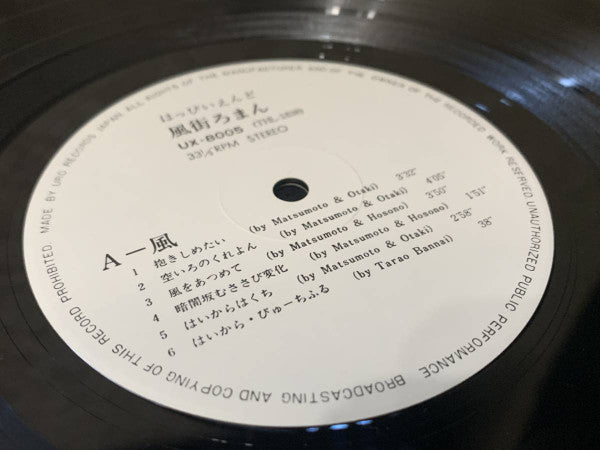 はっぴいえんど
風街ろまん
UX-8005
33⅓ RPM STEREO
A—風
1 抱きしめたい (by Matsumoto & Otaki) 3'32"
2 空いろのくれよん (by Matsumoto & Otaki) 4'05"
3 風をあつめて (by Matsumoto & Hosono) 3'50"
4 暗闇坂むささび変化 (by Matsumoto & Hosono) 1'51"
5 はいからはくち (by Matsumoto & Otaki) 2'58"
6 はいから・びゅーちふる (by Tarao Bannai) 38"
MADE BY URC RECORDS JAPAN. ALL RIGHTS OF THE MANUFACTURER AND OF THE OWNER OF THE RECORDED WORK RESERVED UNAUTHORIZED PUBLIC PERFORMANCE BROADCASTING AND COPYING OF THIS RECORD PROHIBITED.